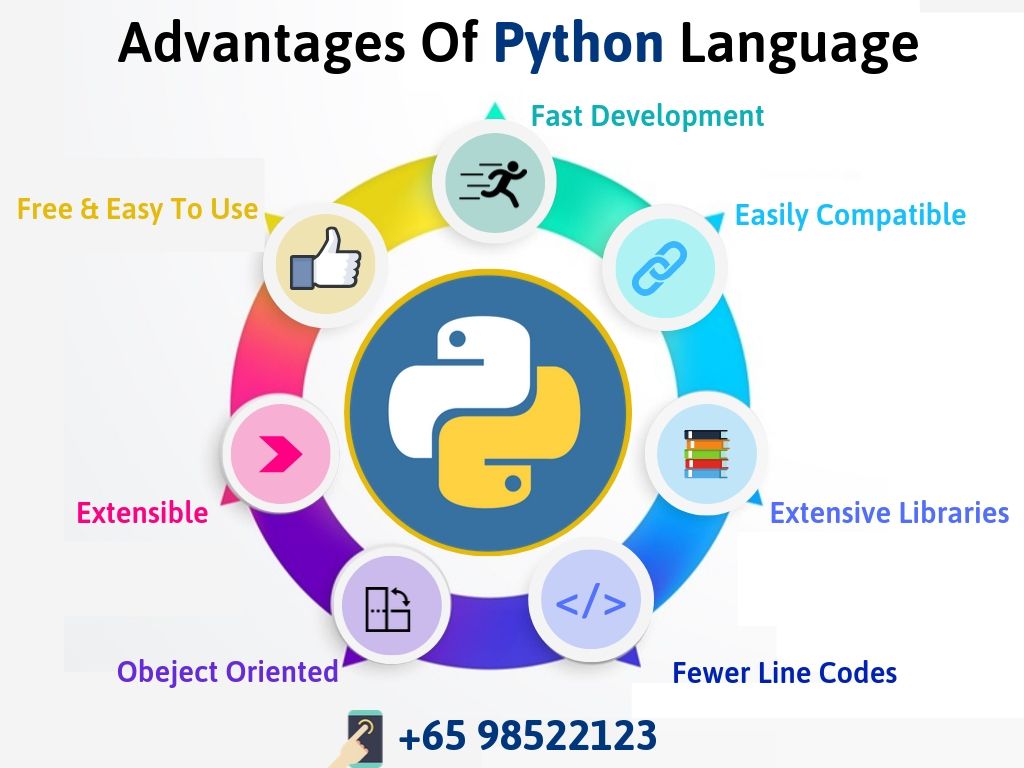 Advantages Of Python Language
Fast Development
Free & Easy To Use
Easily Compatible
Extensible
Extensive Libraries
</>
Obeject Oriented
Fewer Line Codes
+65 98522123